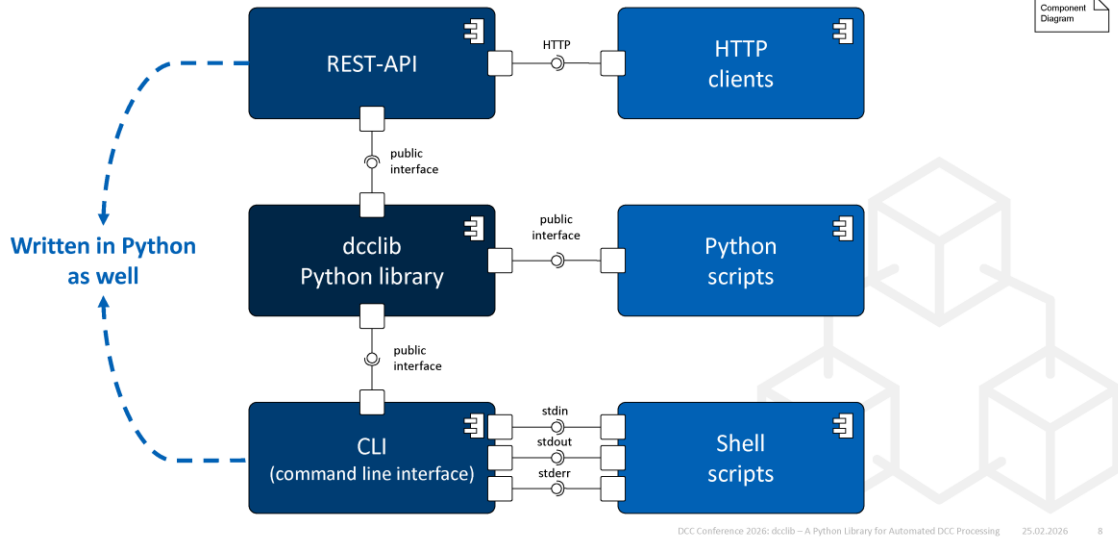 Component
Diagram
REST-API
HTTP
HTTP
clients
public
interface
Written in Python
as well
dcclib
Python library
public
interface
Python
scripts
public
interface
CLI
(command line interface)
stdin
stdout
stderr
Shell
scripts
DCC Conference 2026: dcclib – A Python Library for Automated DCC Processing 25.02.2026 8